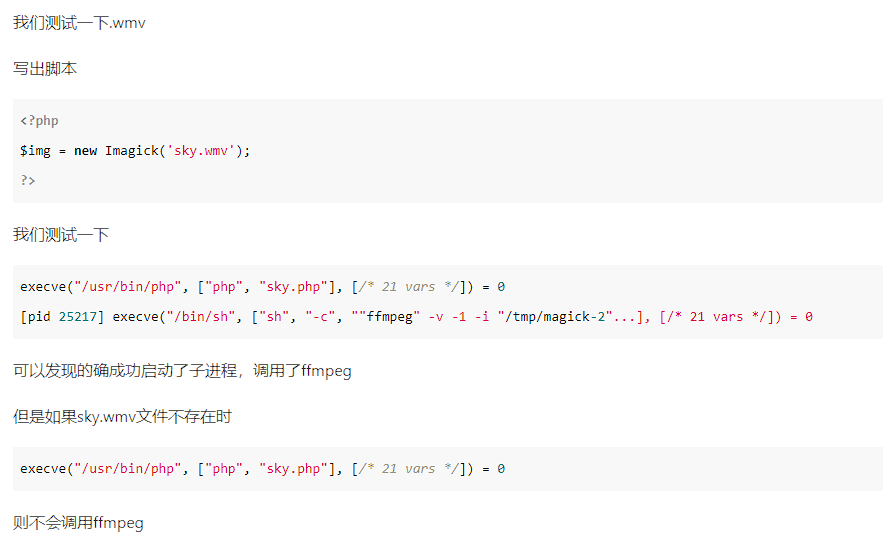 我们测试一下.wmv
写出脚本
<?php
$img = new Imagick('sky.wmv');
?>
我们测试一下
execve("/usr/bin/php", ["php", "sky.php"], [/* 21 vars */]) = 0
[pid 25217] execve("/bin/sh", ["sh", "-c", ""ffmpeg" -v -1 -i "/tmp/magick-2"...], [/* 21 vars */]) = 0
可以发现的确成功启动了子进程，调用了ffmpeg
但是如果sky.wmv文件不存在时
execve("/usr/bin/php", ["php", "sky.php"], [/* 21 vars */]) = 0
则不会调用ffmpeg